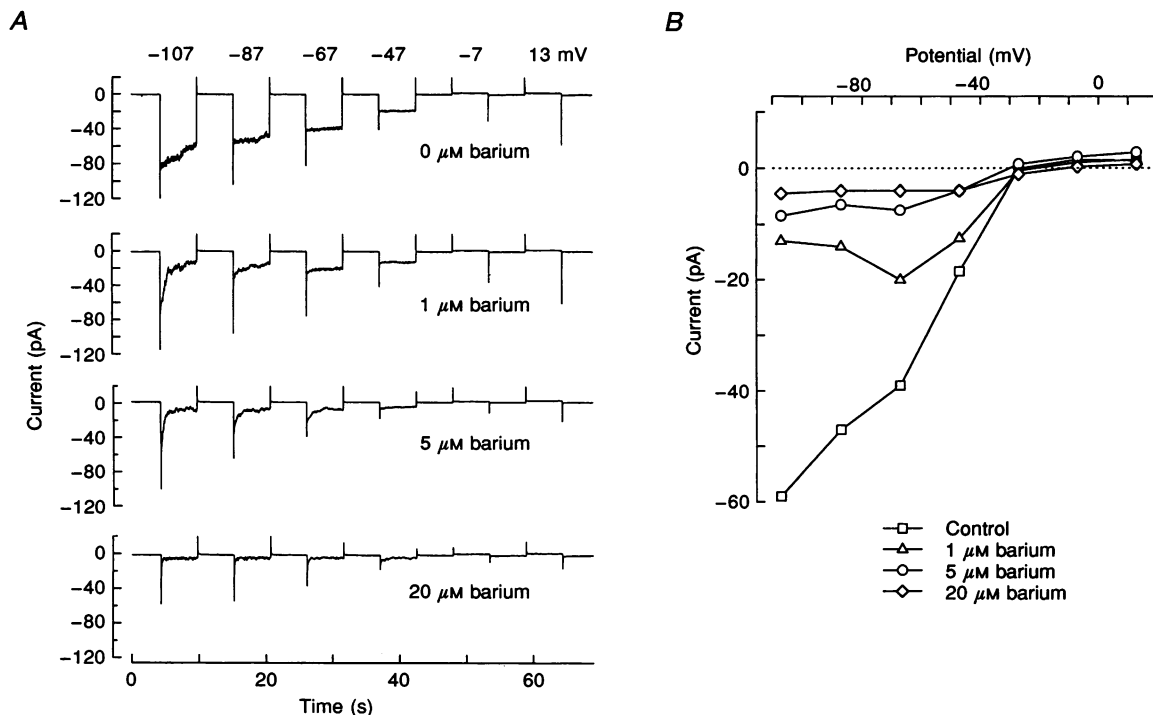 A
−107 −87 −67 −47 −7 13 mV
0
−40
−80
−120
0 μM barium
0
−40
−80
−120
1 μM barium
0
−40
−80
−120
5 μM barium
0
−40
−80
−120
20 μM barium
Current (pA)
0 20 40 60
Time (s)
B
Potential (mV)
−80 −40 0
0
−20
−40
−60
Current (pA)
Control
1 μM barium
5 μM barium
20 μM barium